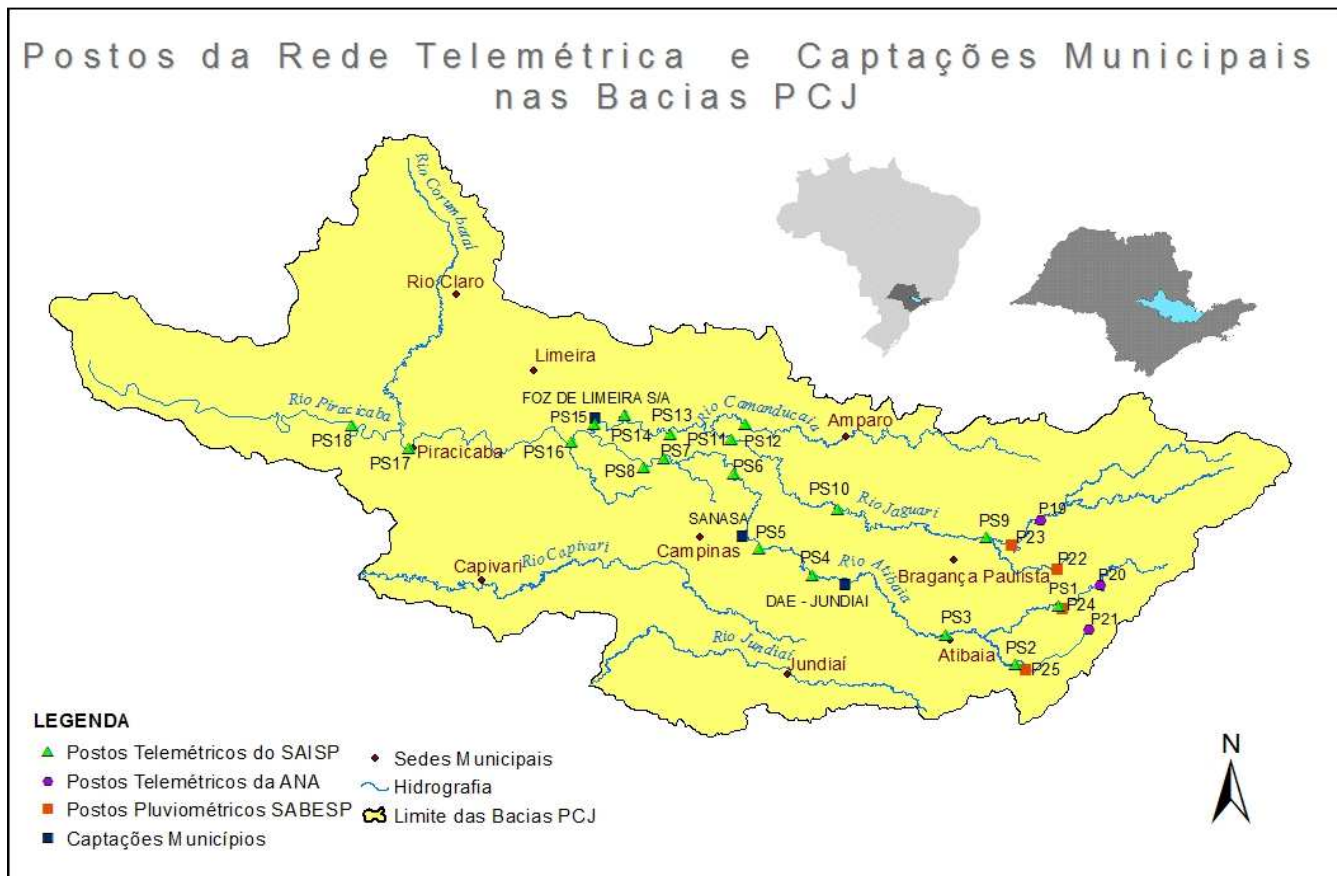 Postos da Rede Telemétrica e Captações Municipais
nas Bacias PCJ
Rio Corumbataí
Rio Claro
Limeira
FOZ DE LIMEIRA S/A
Rio Piracicaba
PS18
PS17
Piracicaba
PS16
PS15
PS14
PS13
PS11
PS12
Rio Camanducaia
Amparo
PS8
PS7
PS6
PS10
Rio Jaguari
PS9
P19
P23
P22
SANASA
PS5
Campinas
PS4
DAE - JUNDIAI
Rio Atibaia
Bragança Paulista
P20
PS1
P24
P21
Capivari
Rio Capivari
PS3
Atibaia
PS2
P25
Rio Jundiaí
Jundiaí
LEGENDA
Postos Telemétricos do SAISP
Postos Telemétricos da ANA
Postos Pluviométricos SABESP
Captações Municípios
Sedes Municipais
Hidrografia
Limite das Bacias PCJ
N